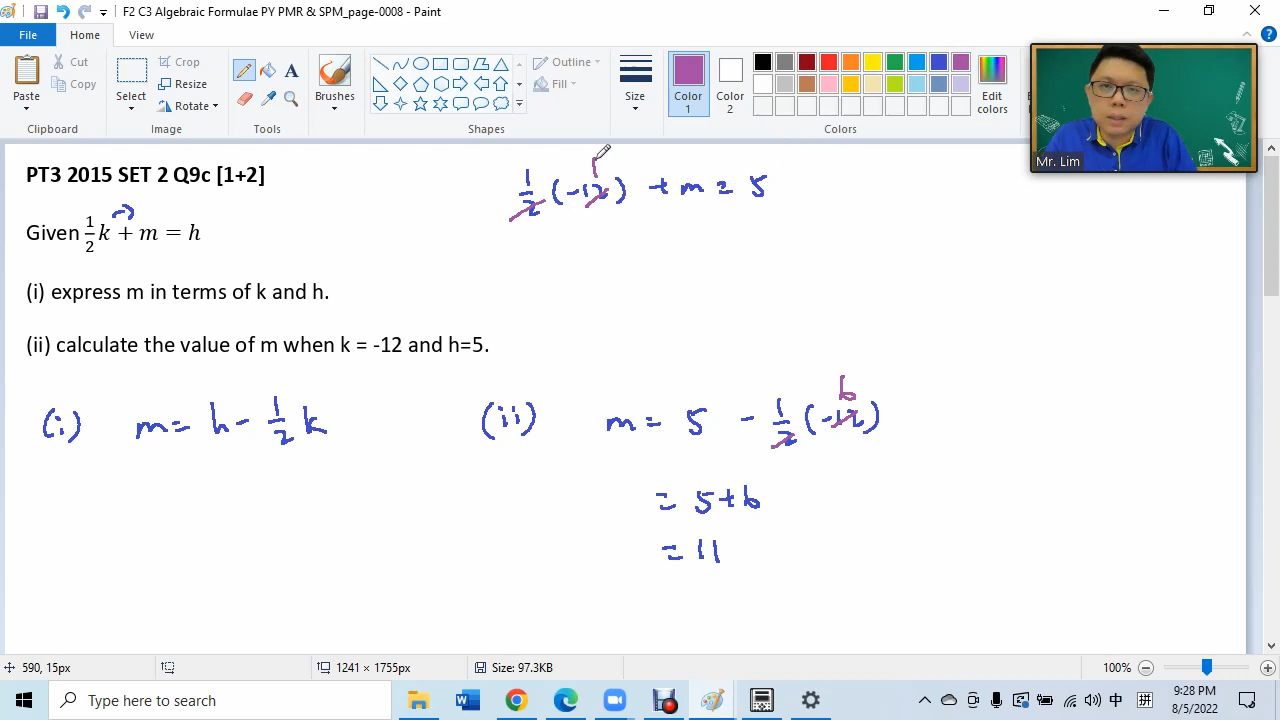 F2 C3 Algebraic Formulae PY PMR & SPM_page-0008 - Paint
File Home View
Paste Cut Copy Clipboard
Select Crop Resize Rotate Image
Tools
Brushes
Shapes Outline Fill
Size
Color 1 Color 2 Edit colors Colors
Mr. Lim
PT3 2015 SET 2 Q9c [1+2]
1/2 (-12) + m = 5
Given 1/2 k + m = h
(i) express m in terms of k and h.
(ii) calculate the value of m when k = -12 and h=5.
6
(i) m = h - 1/2 k
(ii) m = 5 - 1/2 (-12)
= 5 + 6
= 11
590, 15px 1241 × 1755px Size: 97.3KB 100%
Type here to search
中 拼 9:28 PM
8/5/2022